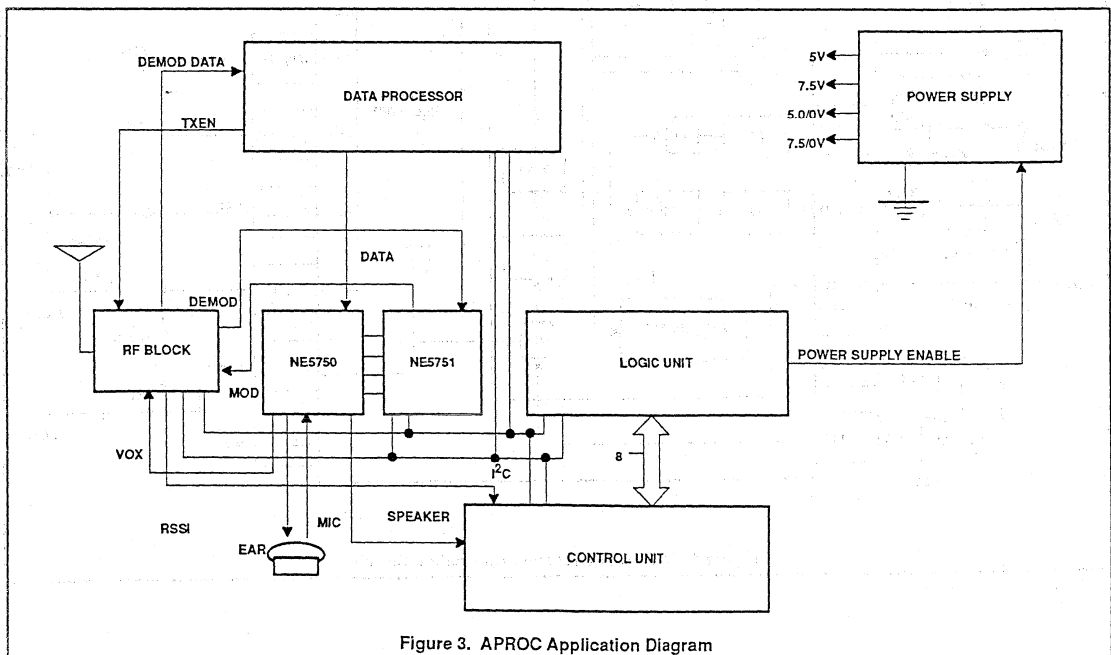 DEMOD DATA
DATA PROCESSOR
TXEN
5V
7.5V
5.0/0V
7.5/0V
POWER SUPPLY
DATA
DEMOD
RF BLOCK
NE5750
NE5751
LOGIC UNIT
POWER SUPPLY ENABLE
MOD
VOX
I²C
8
RSSI
MIC
SPEAKER
EAR
CONTROL UNIT
Figure 3. APROC Application Diagram